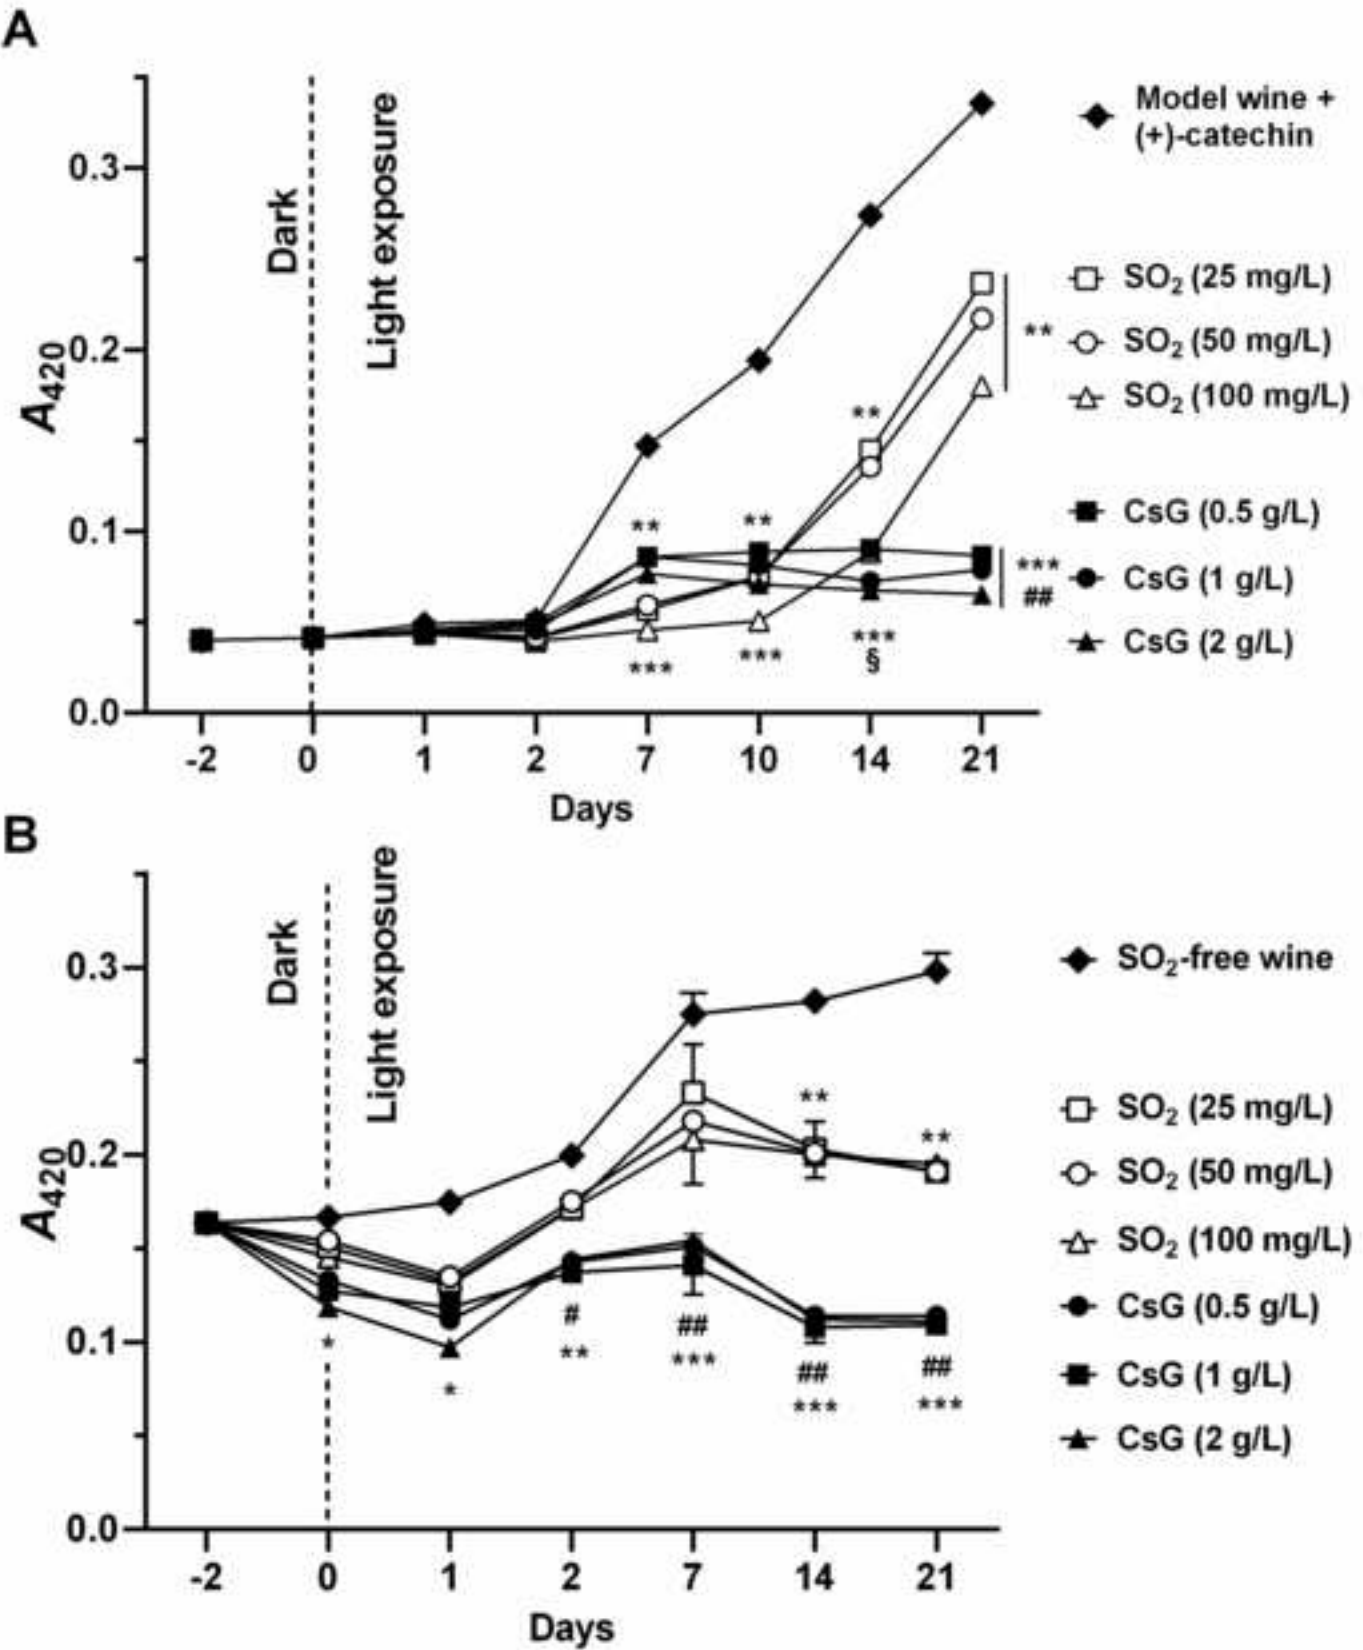 A
Model wine +
(+)-catechin
0.3
Dark
Light exposure
SO₂ (25 mg/L)
**
SO₂ (50 mg/L)
0.2
A₄₂₀
SO₂ (100 mg/L)
**
** **
CsG (0.5 g/L)
0.1
***
##
CsG (1 g/L)
*** *** ***
§
CsG (2 g/L)
0.0
-2 0 1 2 7 10 14 21
Days
B
Dark
Light exposure
0.3
SO₂-free wine
**
SO₂ (25 mg/L)
**
0.2
A₄₂₀
SO₂ (50 mg/L)
SO₂ (100 mg/L)
CsG (0.5 g/L)
0.1
* # ##
** ***
* ## ##
*** ***
CsG (1 g/L)
CsG (2 g/L)
0.0
-2 0 1 2 7 14 21
Days